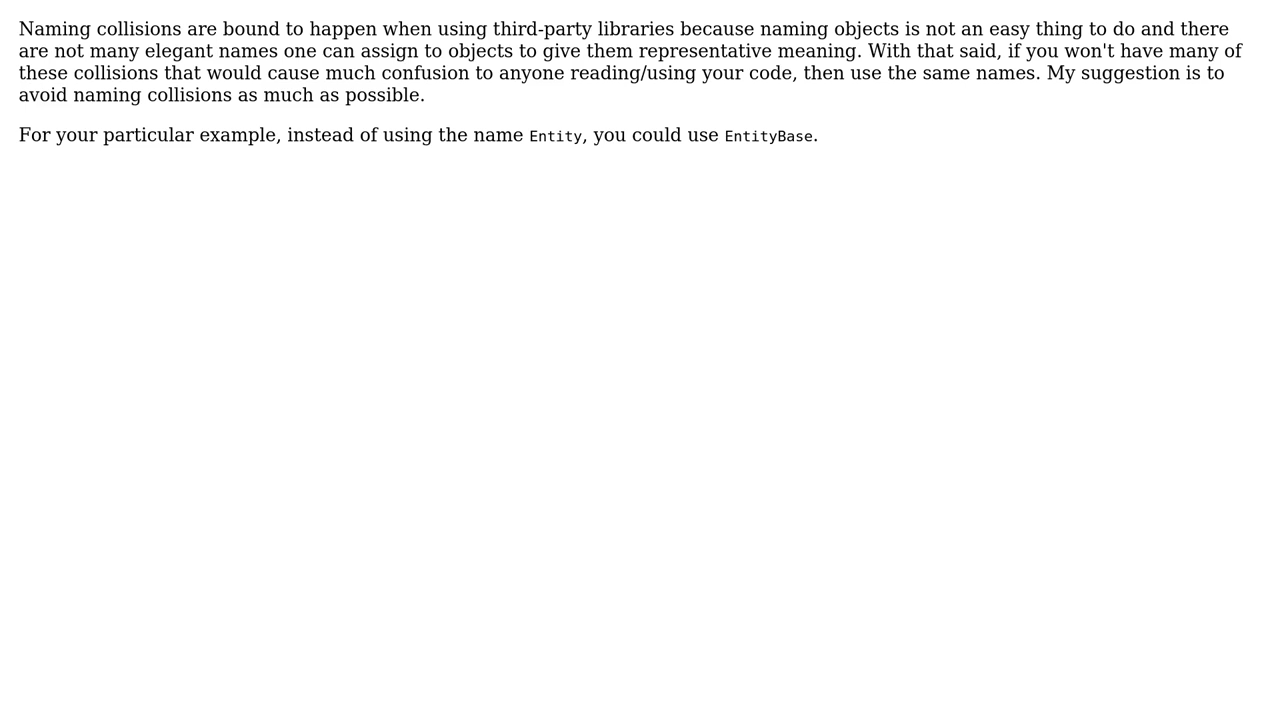 Naming collisions are bound to happen when using third-party libraries because naming objects is not an easy thing to do and there
are not many elegant names one can assign to objects to give them representative meaning. With that said, if you won't have many of
these collisions that would cause much confusion to anyone reading/using your code, then use the same names. My suggestion is to
avoid naming collisions as much as possible.
For your particular example, instead of using the name Entity, you could use EntityBase.